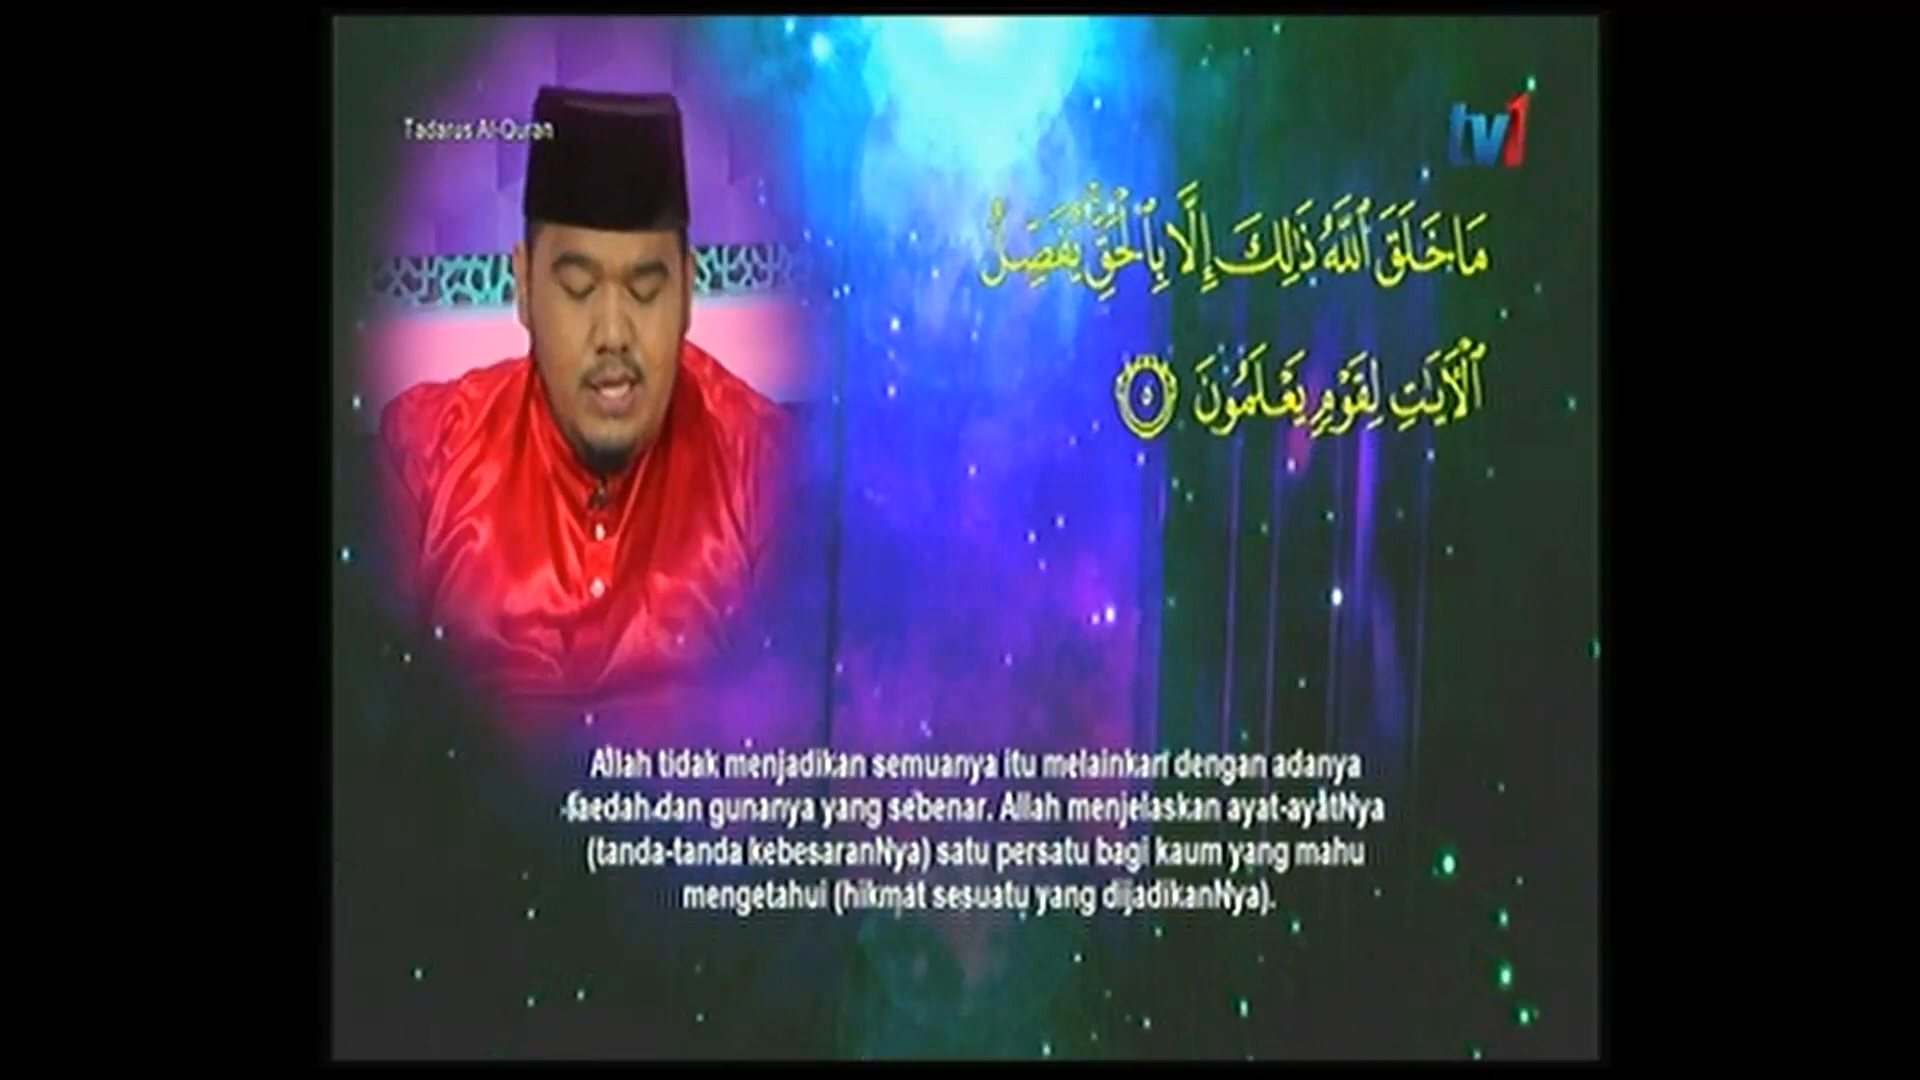 Tadarus Al-Quran
tv1
مَا خَلَقَ ٱللَّهُ ذَٰلِكَ إِلَّا بِٱلْحَقِّ يُفَصِّلُ
ٱلْـَٔايَـٰتِ لِقَوْمٍ يَعْلَمُونَ ٥
Allah tidak menjadikan semuanya itu melainkan dengan adanya
faedah dan gunanya yang sebenar. Allah menjelaskan ayat-ayatNya
(tanda-tanda kebesaranNya) satu persatu bagi kaum yang mahu
mengetahui (hikmat sesuatu yang dijadikanNya).